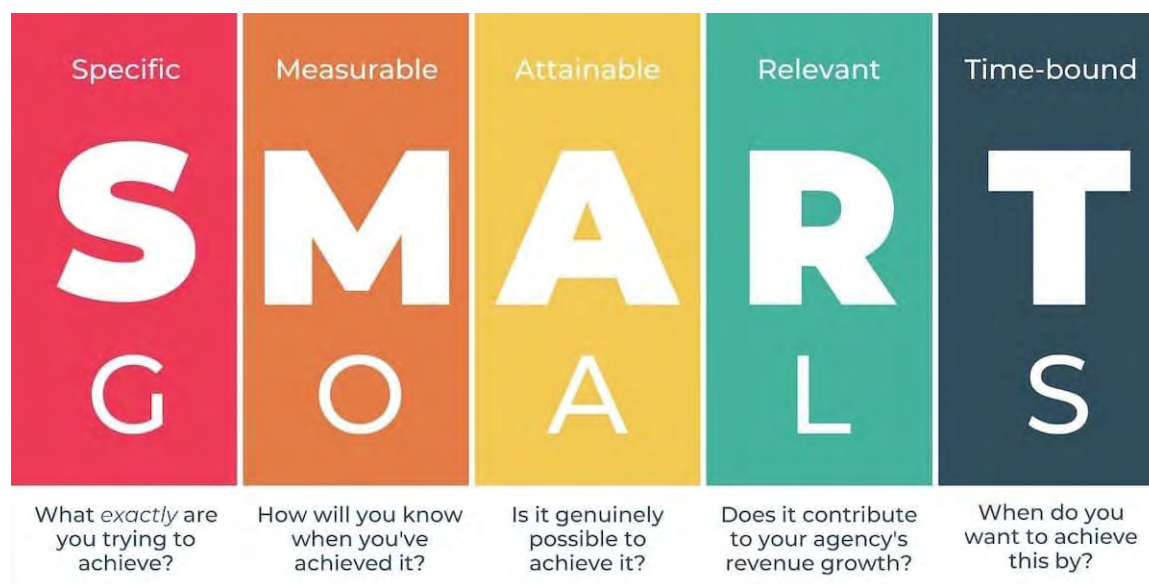 Specific
Measurable
Attainable
Relevant
Time-bound
SMART
GOALS
What exactly are
you trying to
achieve?
How will you know
when you've
achieved it?
Is it genuinely
possible to
achieve it?
Does it contribute
to your agency's
revenue growth?
When do you
want to achieve
this by?